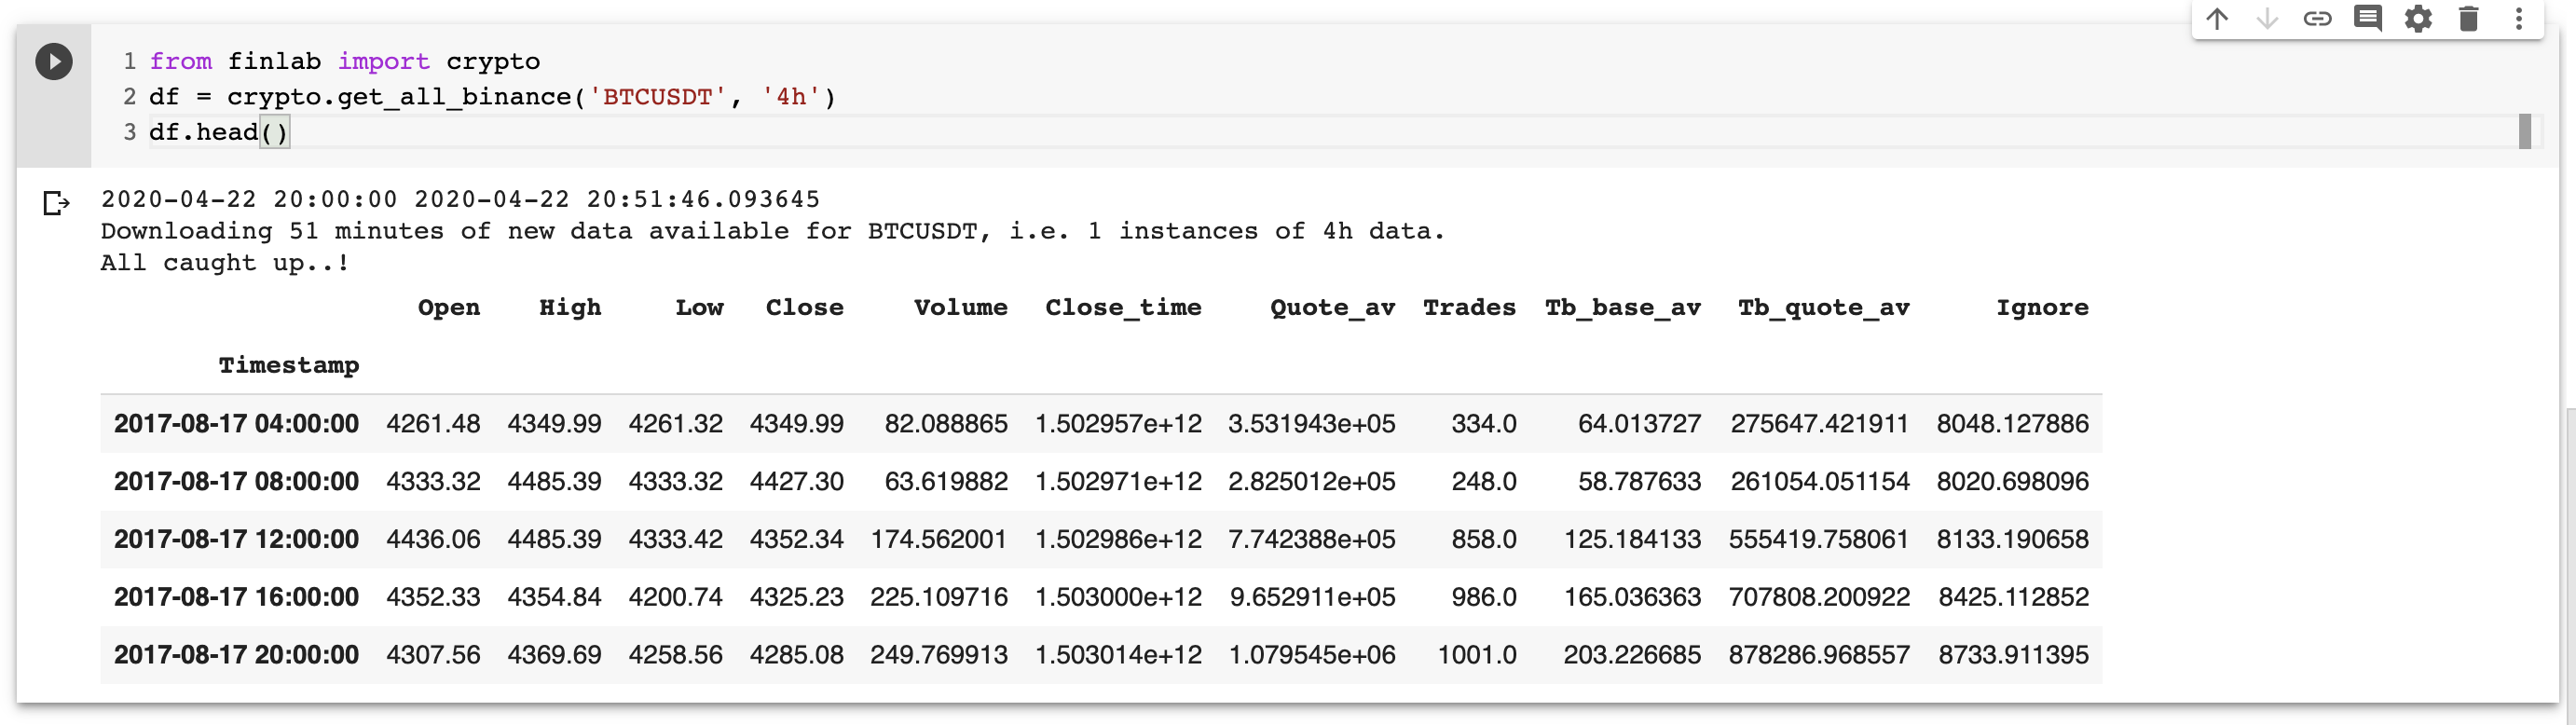 1 from finlab import crypto
2 df = crypto.get_all_binance('BTCUSDT', '4h')
3 df.head()
2020-04-22 20:00:00 2020-04-22 20:51:46.093645
Downloading 51 minutes of new data available for BTCUSDT, i.e. 1 instances of 4h data.
All caught up..!
Open High Low Close Volume Close_time Quote_av Trades Tb_base_av Tb_quote_av Ignore
Timestamp
2017-08-17 04:00:00 4261.48 4349.99 4261.32 4349.99 82.088865 1.502957e+12 3.531943e+05 334.0 64.013727 275647.421911 8048.127886
2017-08-17 08:00:00 4333.32 4485.39 4333.32 4427.30 63.619882 1.502971e+12 2.825012e+05 248.0 58.787633 261054.051154 8020.698096
2017-08-17 12:00:00 4436.06 4485.39 4333.42 4352.34 174.562001 1.502986e+12 7.742388e+05 858.0 125.184133 555419.758061 8133.190658
2017-08-17 16:00:00 4352.33 4354.84 4200.74 4325.23 225.109716 1.503000e+12 9.652911e+05 986.0 165.036363 707808.200922 8425.112852
2017-08-17 20:00:00 4307.56 4369.69 4258.56 4285.08 249.769913 1.503014e+12 1.079545e+06 1001.0 203.226685 878286.968557 8733.911395